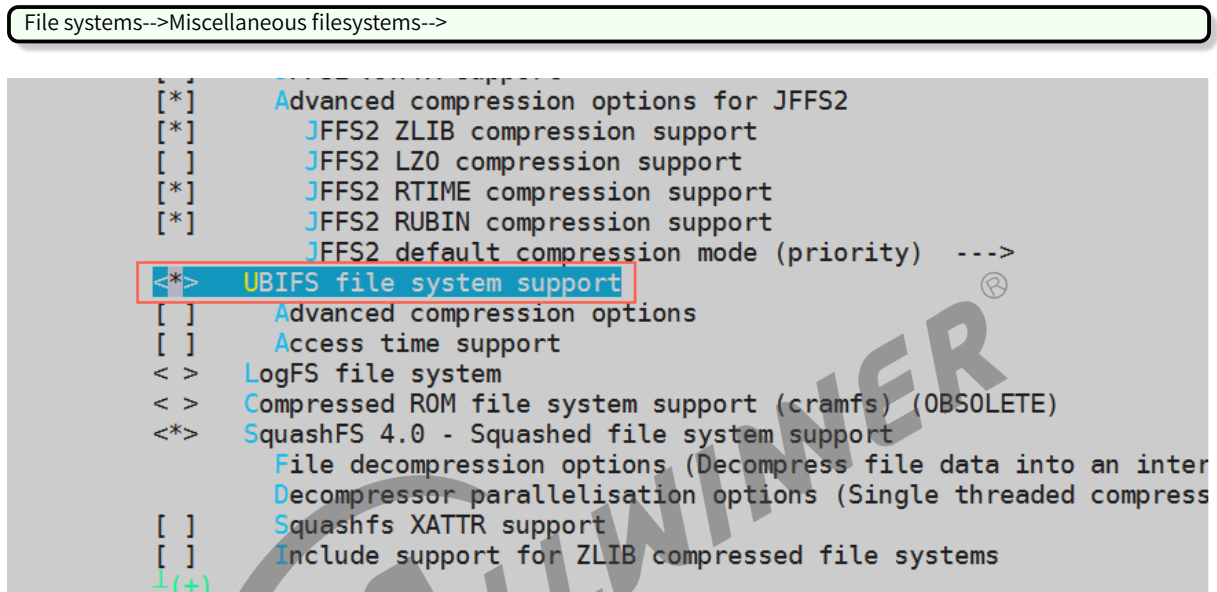 File systems-->Miscellaneous filesystems-->
[*] Advanced compression options for JFFS2
[*] JFFS2 ZLIB compression support
[ ] JFFS2 LZO compression support
[*] JFFS2 RTIME compression support
[*] JFFS2 RUBIN compression support
JFFS2 default compression mode (priority) --->
<*> UBIFS file system support
[ ] Advanced compression options
[ ] Access time support
< > LogFS file system
< > Compressed ROM file system support (cramfs) (OBSOLETE)
<*> SquashFS 4.0 - Squashed file system support
File decompression options (Decompress file data into an inter
Decompressor parallelisation options (Single threaded compress
[ ] Squashfs XATTR support
[ ] Include support for ZLIB compressed file systems
┴(+)